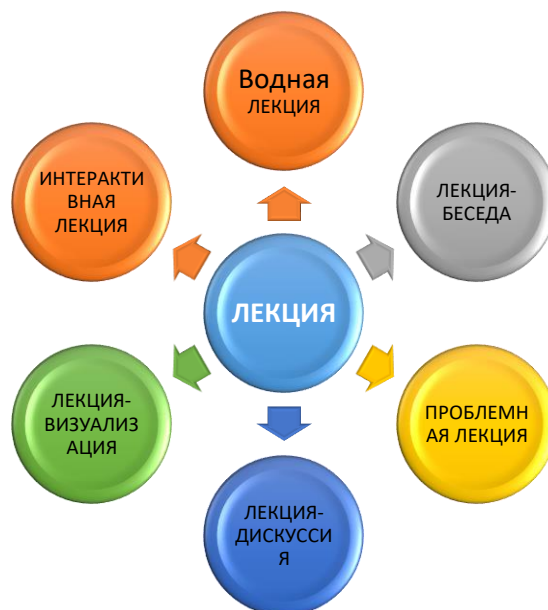 Водная
ЛЕКЦИЯ
ИНТЕРАКТИ
ВНАЯ
ЛЕКЦИЯ
ЛЕКЦИЯ-
БЕСЕДА
ЛЕКЦИЯ
ЛЕКЦИЯ-
ВИЗУАЛИЗ
АЦИЯ
ПРОБЛЕМН
АЯ ЛЕКЦИЯ
ЛЕКЦИЯ-
ДИСКУССИ
Я